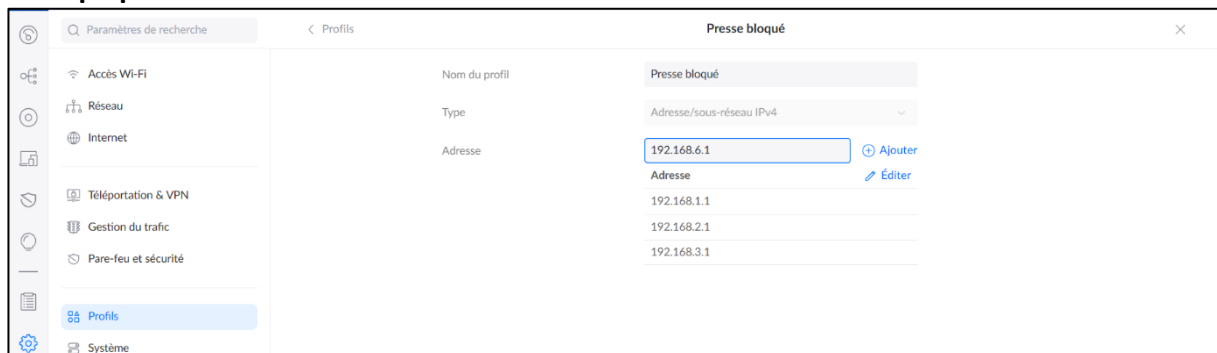 Paramètres de recherche
Profils
Presse bloqué
Accès Wi-Fi
Réseau
Internet
Téléportation & VPN
Gestion du trafic
Pare-feu et sécurité
Profils
Système
Nom du profil
Presse bloqué
Type
Adresse/sous-réseau IPv4
Adresse
192.168.6.1
Ajouter
Adresse
Éditer
192.168.1.1
192.168.2.1
192.168.3.1